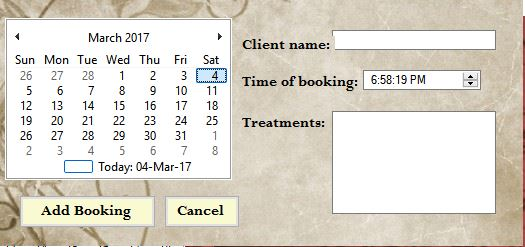 March 2017
Sun Mon Tue Wed Thu Fri Sat
26 27 28 1 2 3 4
5 6 7 8 9 10 11
12 13 14 15 16 17 18
19 20 21 22 23 24 25
26 27 28 29 30 31 1
2 3 4 5 6 7 8
Today: 04-Mar-17
Client name:
Time of booking: 6:58:19 PM
Treatments:
Add Booking Cancel